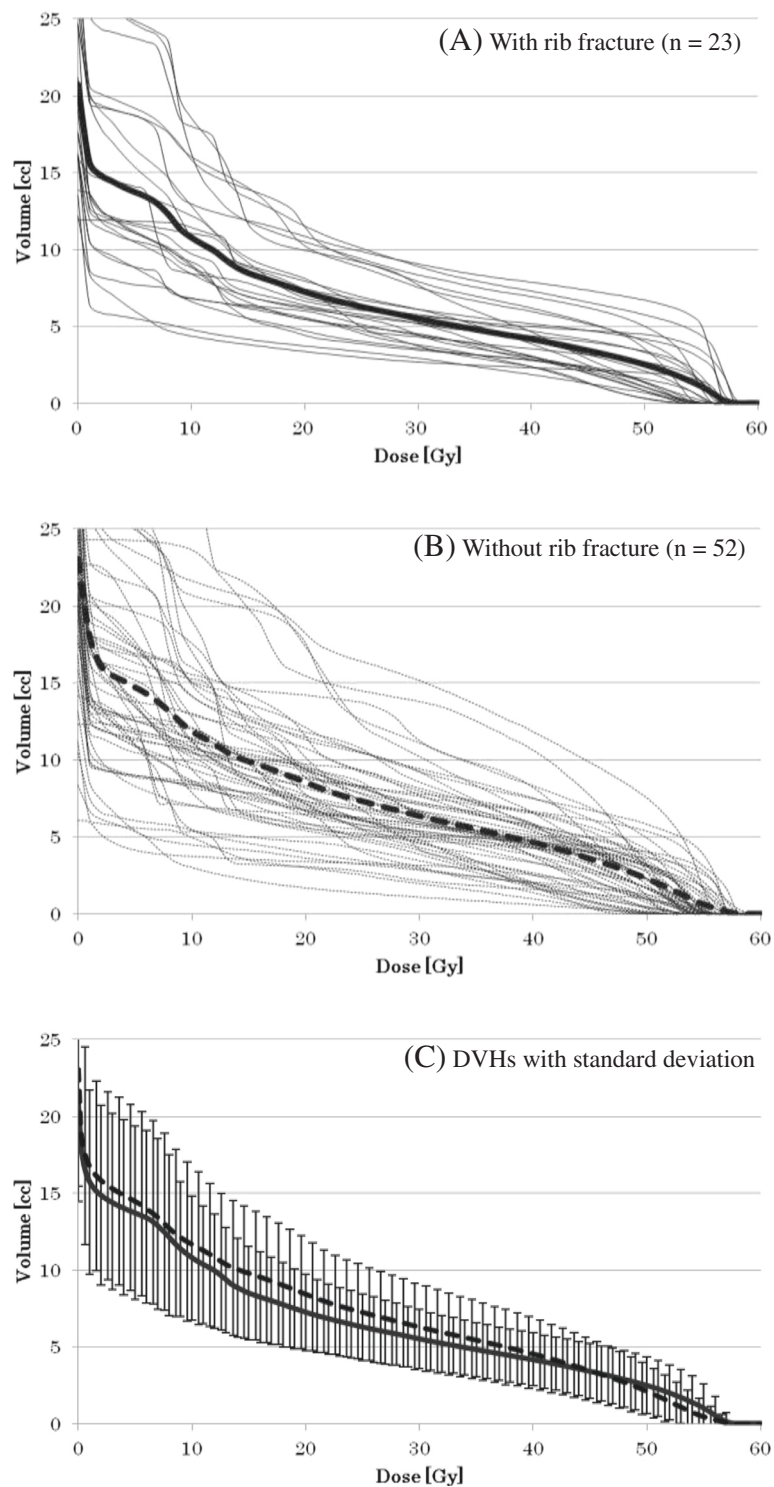 (A) With rib fracture (n = 23)
25
20
15
10
5
0
Volume [cc]
0 10 20 30 40 50 60
Dose [Gy]
(B) Without rib fracture (n = 52)
25
20
15
10
5
0
Volume [cc]
0 10 20 30 40 50 60
Dose [Gy]
(C) DVHs with standard deviation
25
20
15
10
5
0
Volume [cc]
0 10 20 30 40 50 60
Dose [Gy]